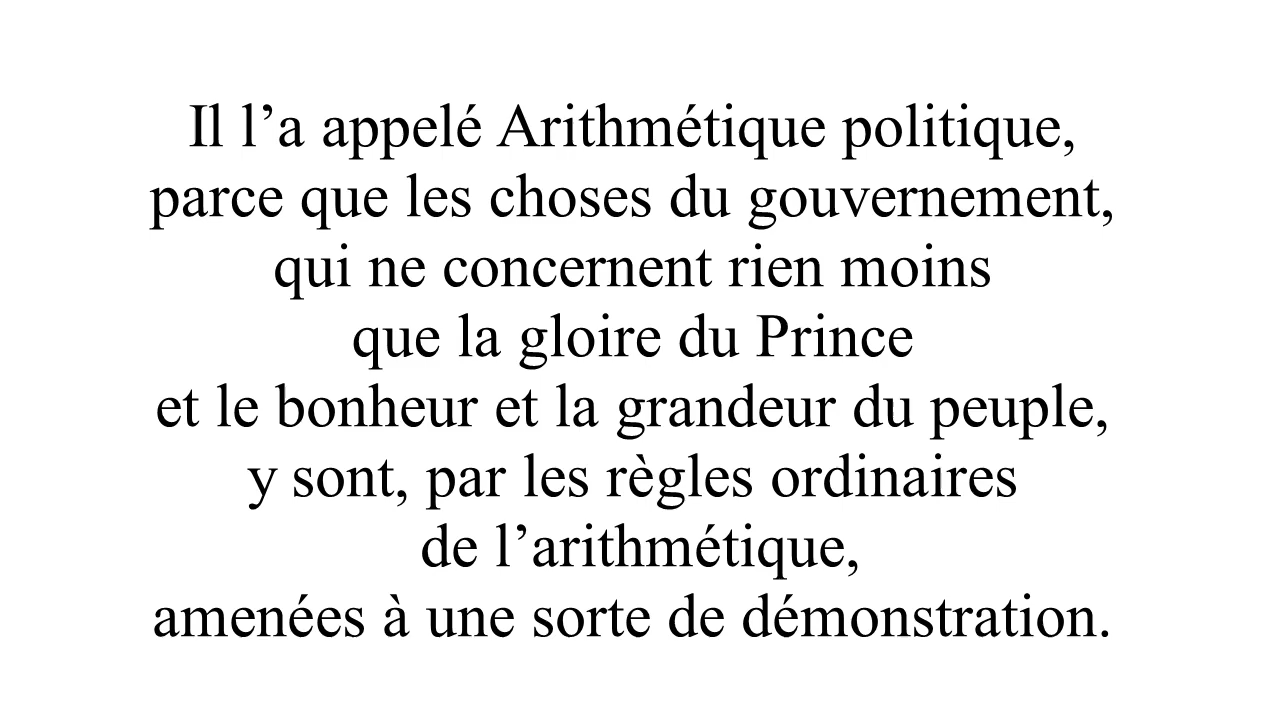 Il l’a appelé Arithmétique politique,
parce que les choses du gouvernement,
qui ne concernent rien moins
que la gloire du Prince
et le bonheur et la grandeur du peuple,
y sont, par les règles ordinaires
de l’arithmétique,
amenées à une sorte de démonstration.